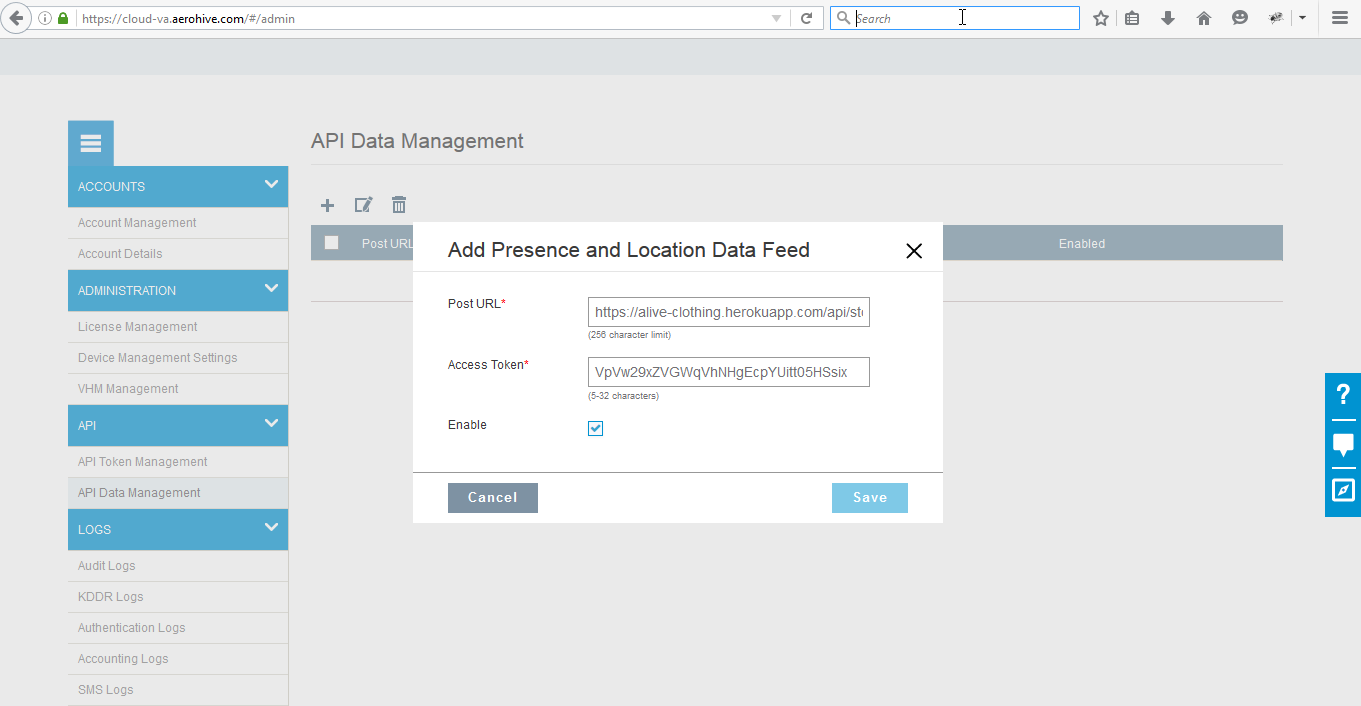 https://cloud-va.aerohive.com/#/admin
Search
API Data Management
ACCOUNTS
Account Management
Account Details
ADMINISTRATION
License Management
Device Management Settings
VHM Management
API
API Token Management
API Data Management
LOGS
Audit Logs
KDDR Logs
Authentication Logs
Accounting Logs
SMS Logs
Post URL
Enabled
Add Presence and Location Data Feed
Post URL*
https://alive-clothing.herokuapp.com/api/st
(256 character limit)
Access Token*
VpVw29xZVGWqVhNHgEcpYUitt05HSsix
(5-32 characters)
Enable
Cancel
Save
?